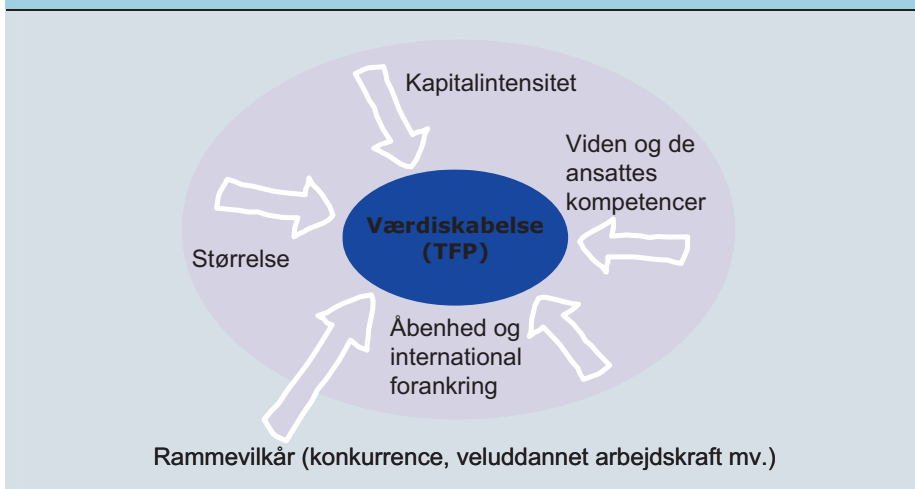 Kapitalintensitet
Viden og de
ansattes
kompetencer
Værdiskabelse
(TFP)
Størrelse
Åbenhed og
international
forankring
Rammevilkår (konkurrence, veluddannet arbejdskraft mv.)